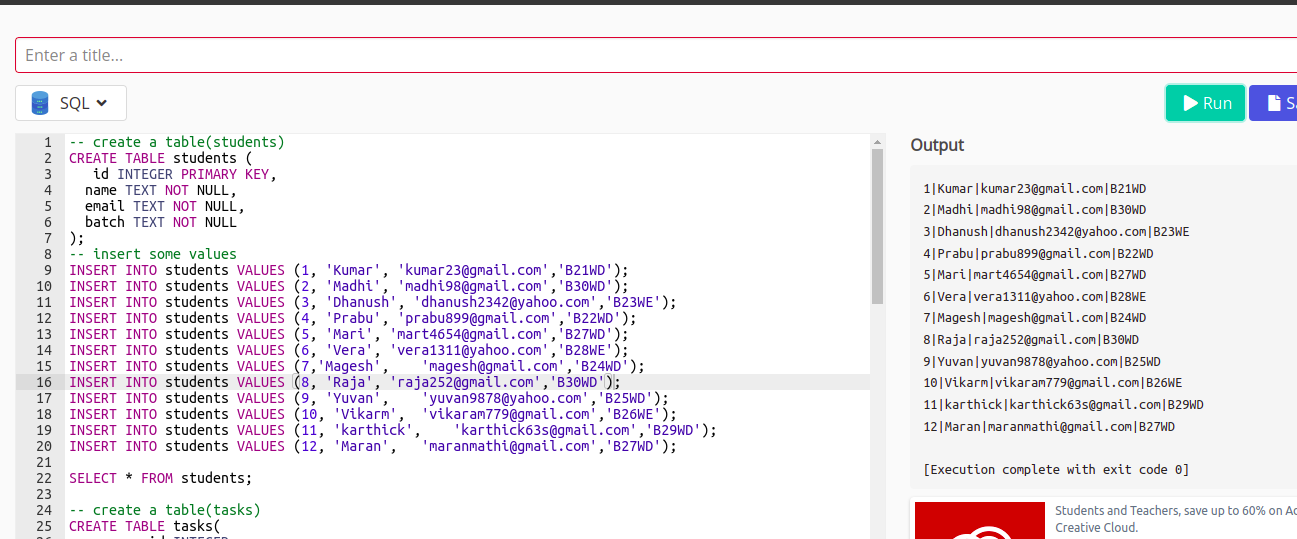 Enter a title...
SQL
Run
1 -- create a table(students)
2 CREATE TABLE students (
3 id INTEGER PRIMARY KEY,
4 name TEXT NOT NULL,
5 email TEXT NOT NULL,
6 batch TEXT NOT NULL
7 );
8 -- insert some values
9 INSERT INTO students VALUES (1, 'Kumar', 'kumar23@gmail.com','B21WD');
10 INSERT INTO students VALUES (2, 'Madhi', 'madhi98@gmail.com','B30WD');
11 INSERT INTO students VALUES (3, 'Dhanush', 'dhanush2342@yahoo.com','B23WE');
12 INSERT INTO students VALUES (4, 'Prabu', 'prabu899@gmail.com','B22WD');
13 INSERT INTO students VALUES (5, 'Mari', 'mart4654@gmail.com','B27WD');
14 INSERT INTO students VALUES (6, 'Vera', 'vera1311@yahoo.com','B28WE');
15 INSERT INTO students VALUES (7,'Magesh', 'magesh@gmail.com','B24WD');
16 INSERT INTO students VALUES (8, 'Raja', 'raja252@gmail.com','B30WD');
17 INSERT INTO students VALUES (9, 'Yuvan', 'yuvan9878@yahoo.com','B25WD');
18 INSERT INTO students VALUES (10, 'Vikarm', 'vikaram779@gmail.com','B26WE');
19 INSERT INTO students VALUES (11, 'karthick', 'karthick63s@gmail.com','B29WD');
20 INSERT INTO students VALUES (12, 'Maran', 'maranmathi@gmail.com','B27WD');
21
22 SELECT * FROM students;
23
24 -- create a table(tasks)
25 CREATE TABLE tasks(
Output
1|Kumar|kumar23@gmail.com|B21WD
2|Madhi|madhi98@gmail.com|B30WD
3|Dhanush|dhanush2342@yahoo.com|B23WE
4|Prabu|prabu899@gmail.com|B22WD
5|Mari|mart4654@gmail.com|B27WD
6|Vera|vera1311@yahoo.com|B28WE
7|Magesh|magesh@gmail.com|B24WD
8|Raja|raja252@gmail.com|B30WD
9|Yuvan|yuvan9878@yahoo.com|B25WD
10|Vikarm|vikaram779@gmail.com|B26WE
11|karthick|karthick63s@gmail.com|B29WD
12|Maran|maranmathi@gmail.com|B27WD
[Execution complete with exit code 0]
Students and Teachers, save up to 60% on
Creative Cloud.